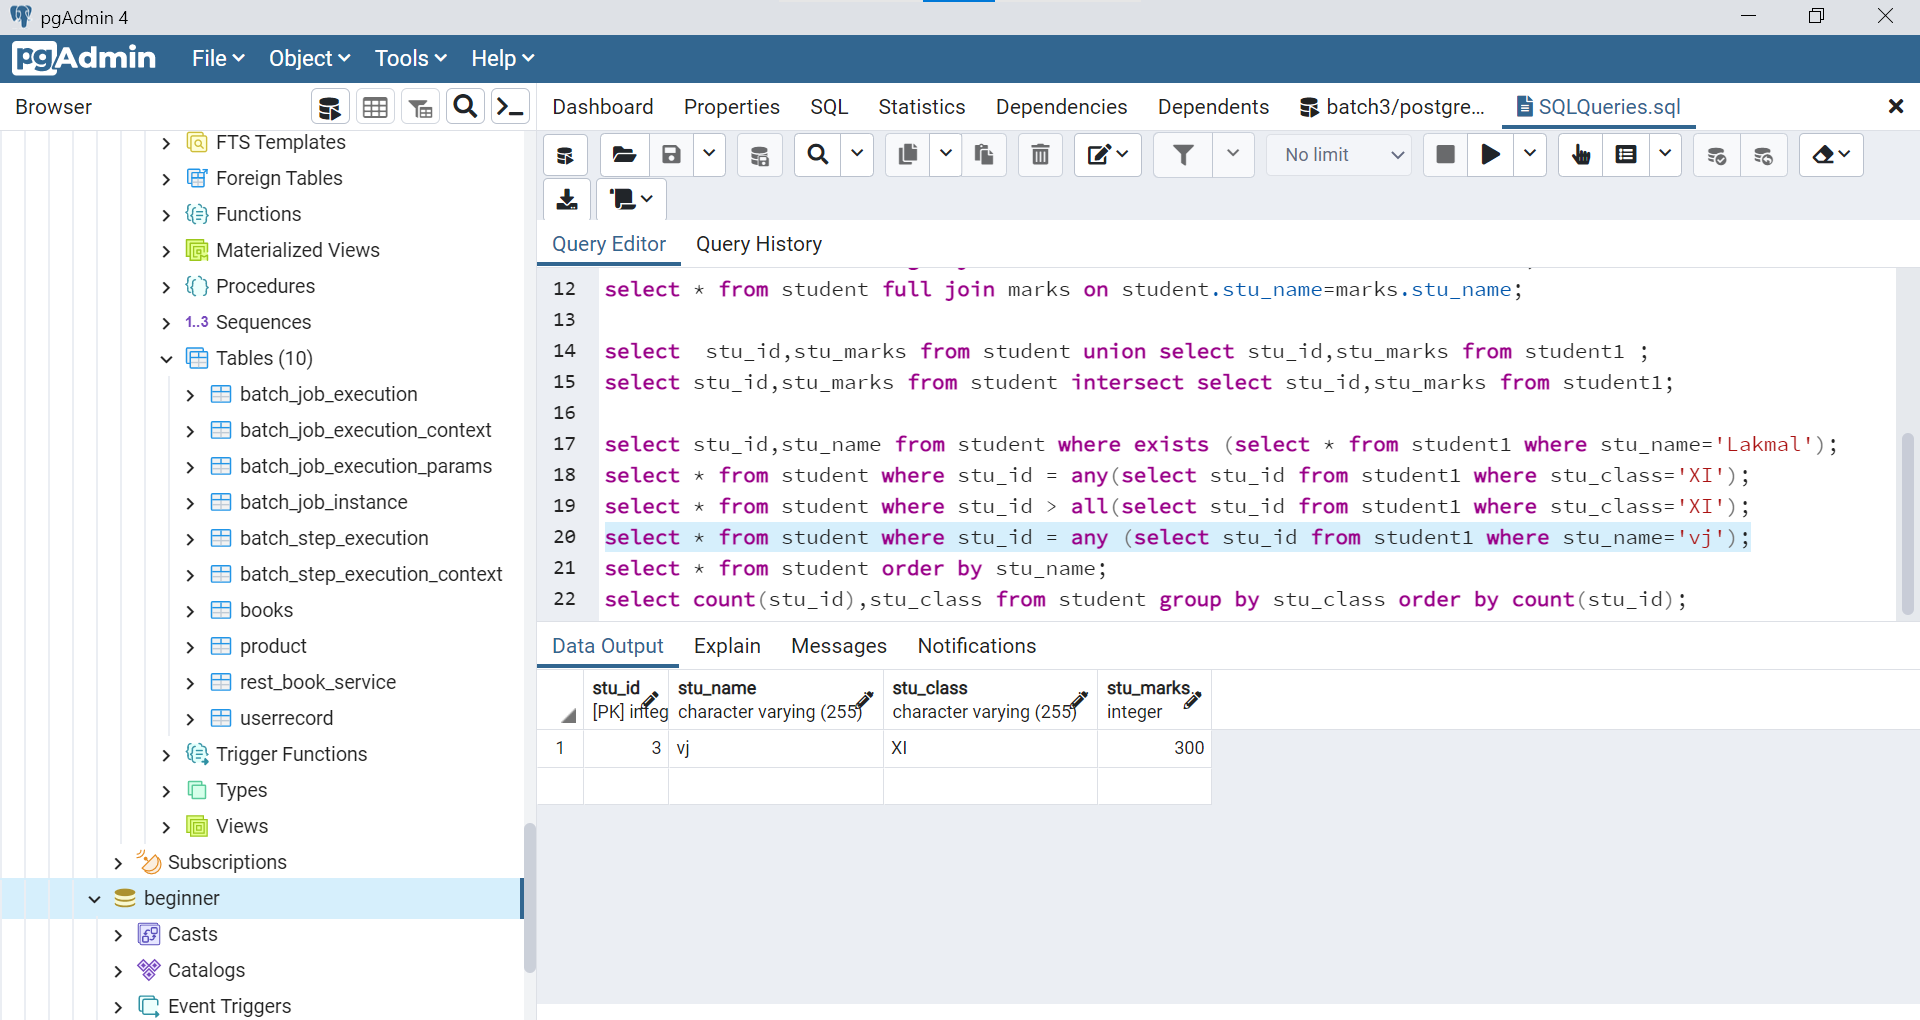 pgAdmin 4
pgAdmin File Object Tools Help
Browser
Dashboard Properties SQL Statistics Dependencies Dependents batch3/postgre... SQLQueries.sql
No limit
Query Editor Query History
FTS Templates
Foreign Tables
Functions
Materialized Views
Procedures
1..3 Sequences
Tables (10)
batch_job_execution
batch_job_execution_context
batch_job_execution_params
batch_job_instance
batch_step_execution
batch_step_execution_context
books
product
rest_book_service
userrecord
Trigger Functions
Types
Views
Subscriptions
beginner
Casts
Catalogs
Event Triggers
12 select * from student full join marks on student.stu_name=marks.stu_name;
13
14 select  stu_id,stu_marks from student union select stu_id,stu_marks from student1 ;
15 select stu_id,stu_marks from student intersect select stu_id,stu_marks from student1;
16
17 select stu_id,stu_name from student where exists (select * from student1 where stu_name='Lakmal');
18 select * from student where stu_id = any(select stu_id from student1 where stu_class='XI');
19 select * from student where stu_id > all(select stu_id from student1 where stu_class='XI');
20 select * from student where stu_id = any (select stu_id from student1 where stu_name='vj');
21 select * from student order by stu_name;
22 select count(stu_id),stu_class from student group by stu_class order by count(stu_id);
Data Output Explain Messages Notifications
stu_id stu_name stu_class stu_marks
[PK] integ character varying (255) character varying (255) integer
1 3 vj XI 300